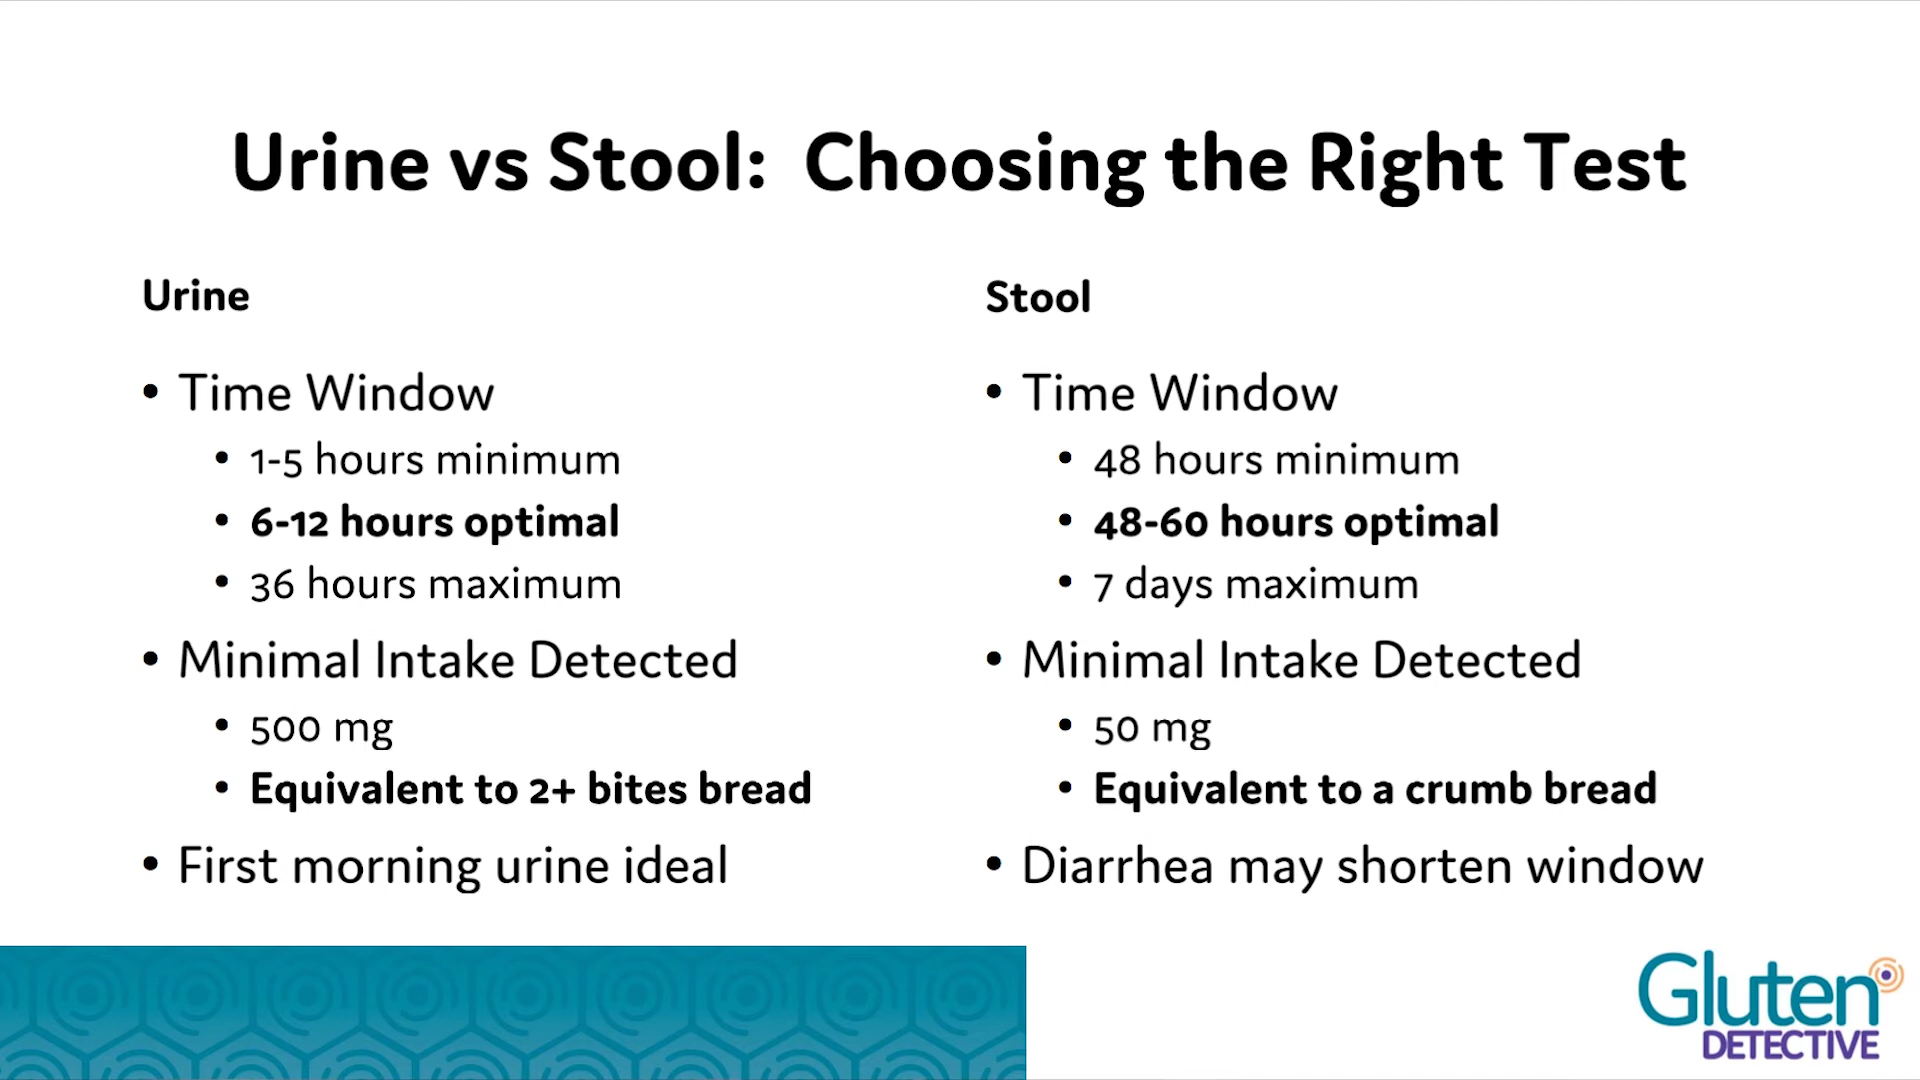 Urine vs Stool: Choosing the Right Test
Urine
• Time Window
• 1-5 hours minimum
• 6-12 hours optimal
• 36 hours maximum
• Minimal Intake Detected
• 500 mg
• Equivalent to 2+ bites bread
• First morning urine ideal
Stool
• Time Window
• 48 hours minimum
• 48-60 hours optimal
• 7 days maximum
• Minimal Intake Detected
• 50 mg
• Equivalent to a crumb bread
• Diarrhea may shorten window
Gluten
DETECTIVE